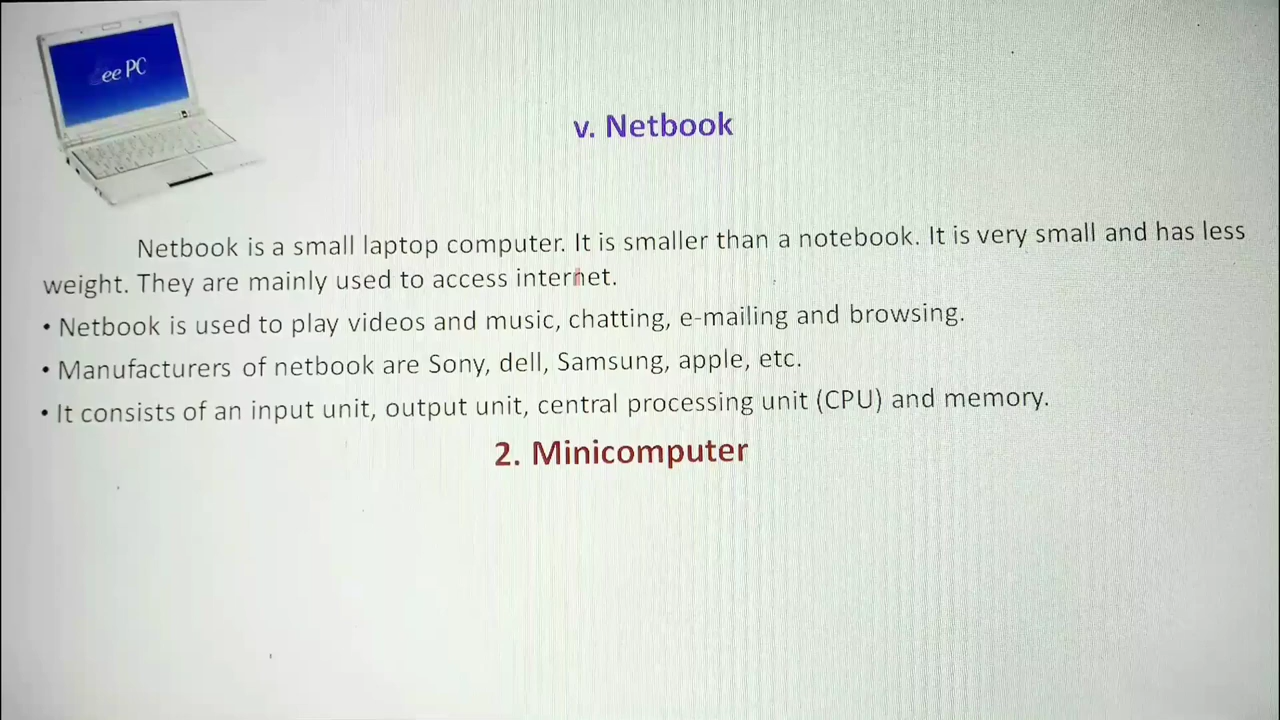 ee PC
v. Netbook
Netbook is a small laptop computer. It is smaller than a notebook. It is very small and has less
weight. They are mainly used to access internet.
• Netbook is used to play videos and music, chatting, e-mailing and browsing.
• Manufacturers of netbook are Sony, dell, Samsung, apple, etc.
• It consists of an input unit, output unit, central processing unit (CPU) and memory.
2. Minicomputer